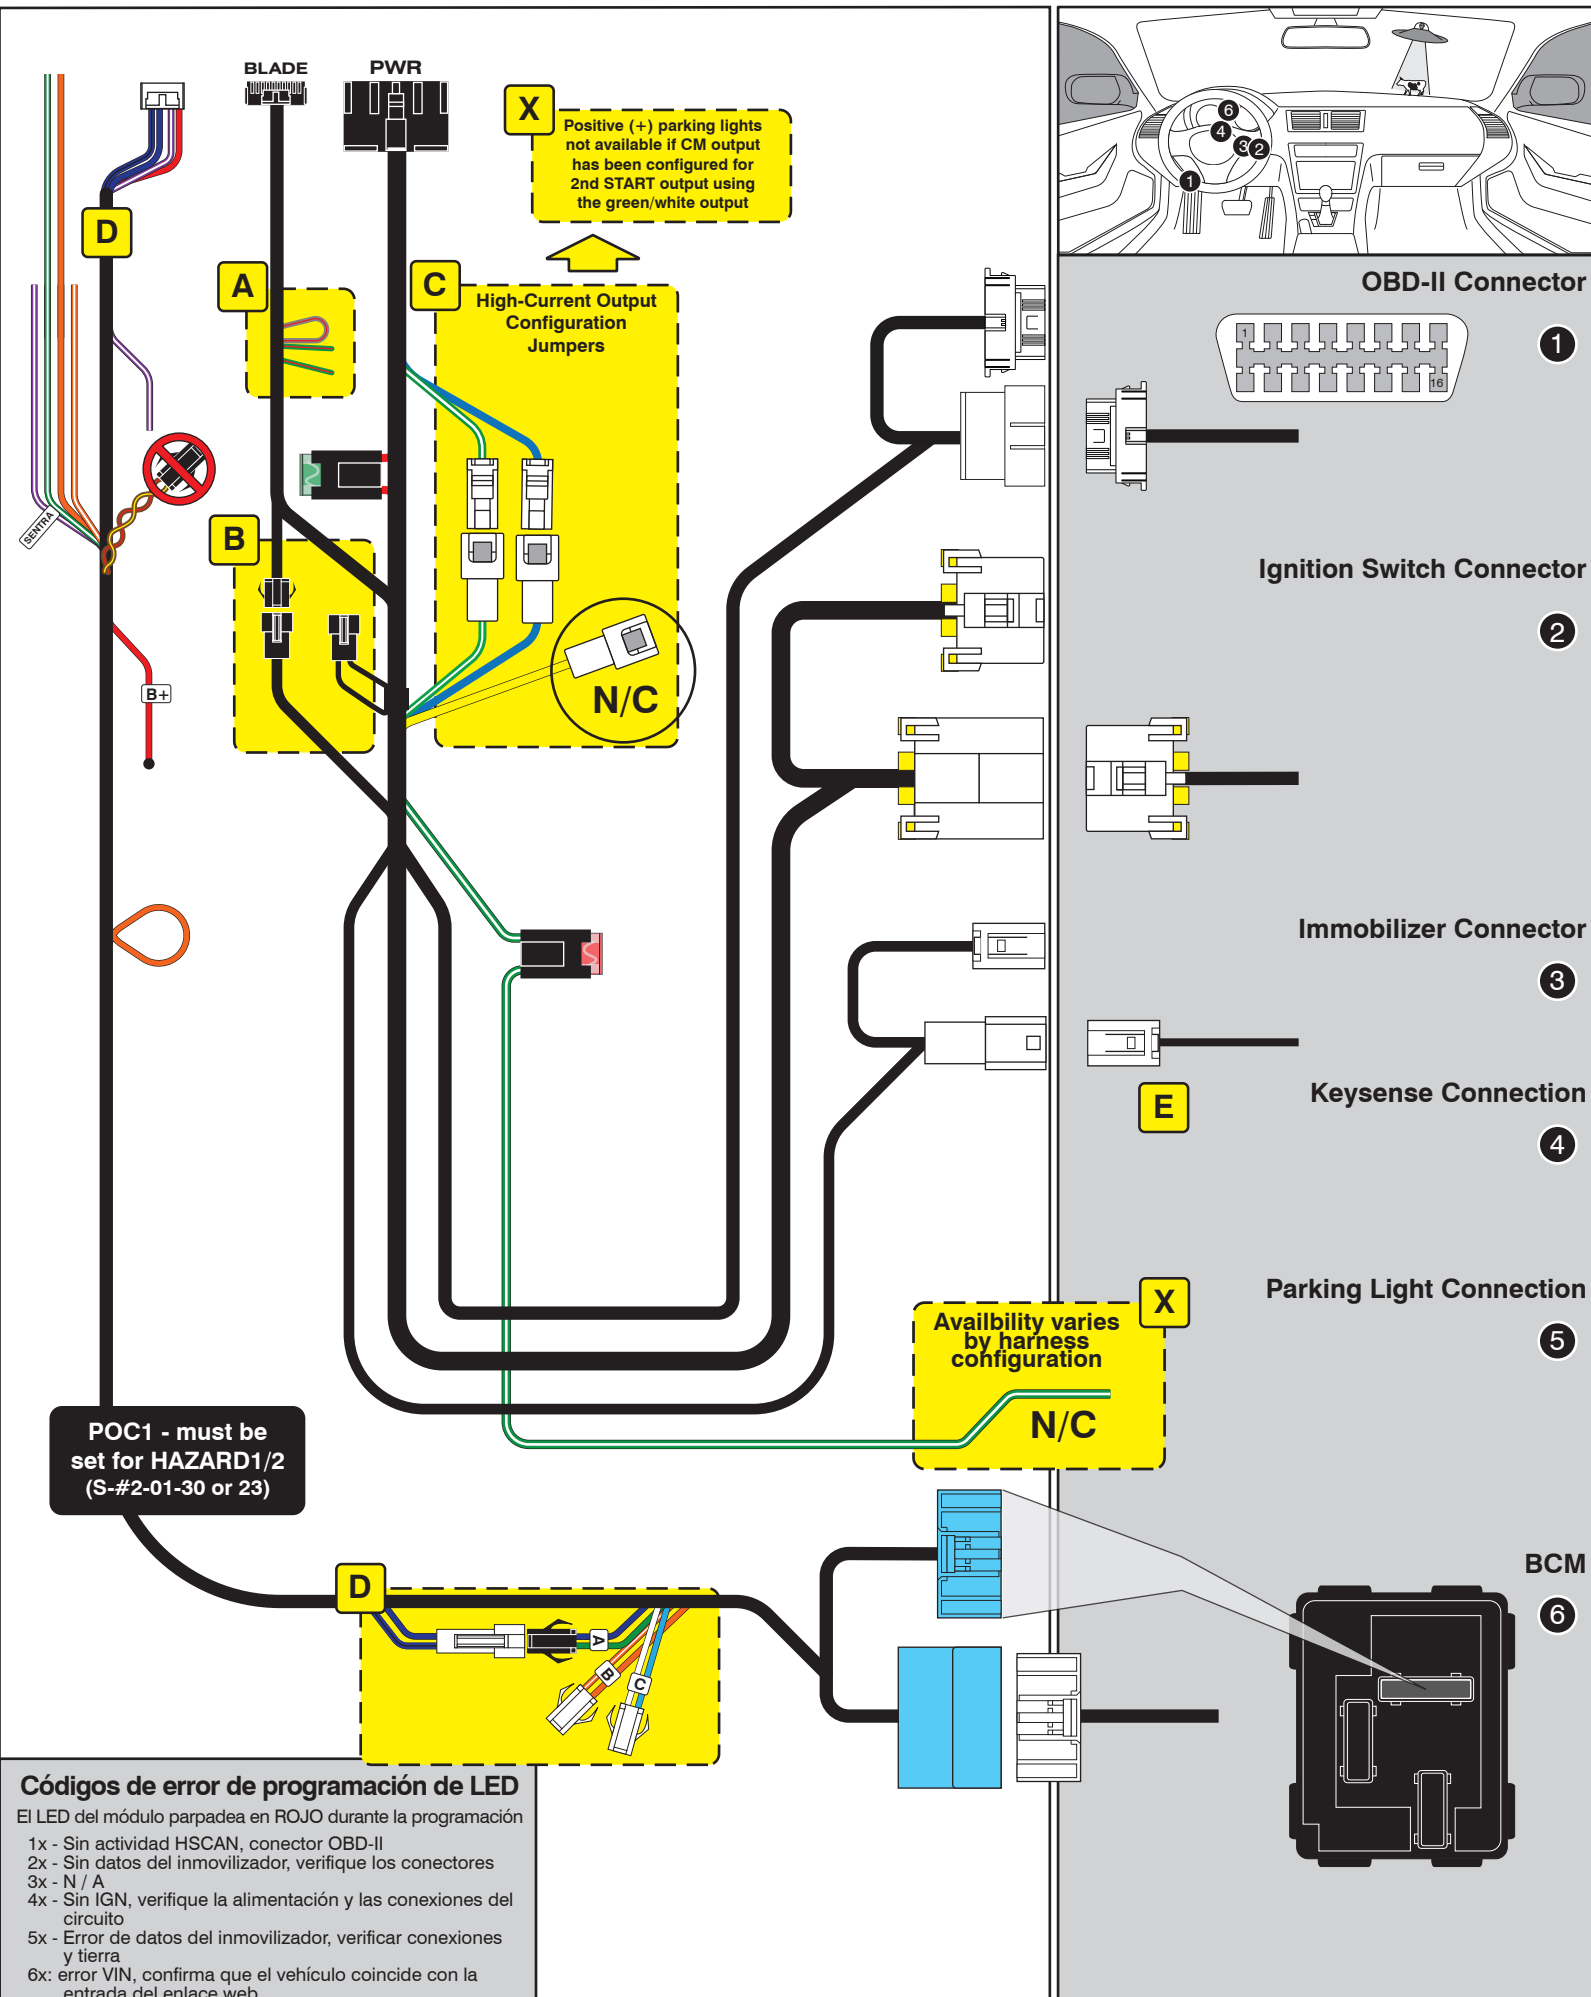 BLADE
PWR
X
Positive (+) parking lights
not available if CM output
has been configured for
2nd START output using
the green/white output
6
4
3
2
1
D
A
C
High-Current Output
Configuration
Jumpers
OBD-II Connector
1
1
16
SENTRA
B
Ignition Switch Connector
2
B+
N/C
Immobilizer Connector
3
E
Keysense Connection
4
X
Parking Light Connection
5
Availbility varies
by harness
configuration
N/C
POC1 - must be
set for HAZARD1/2
(S-#2-01-30 or 23)
BCM
6
D
A
B
C
Códigos de error de programación de LED
El LED del módulo parpadea en ROJO durante la programación
1x - Sin actividad HSCAN, conector OBD-II
2x - Sin datos del inmovilizador, verifique los conectores
3x - N / A
4x - Sin IGN, verifique la alimentación y las conexiones del
circuito
5x - Error de datos del inmovilizador, verificar conexiones
y tierra
6x: error VIN, confirma que el vehículo coincide con la
entrada del enlace web